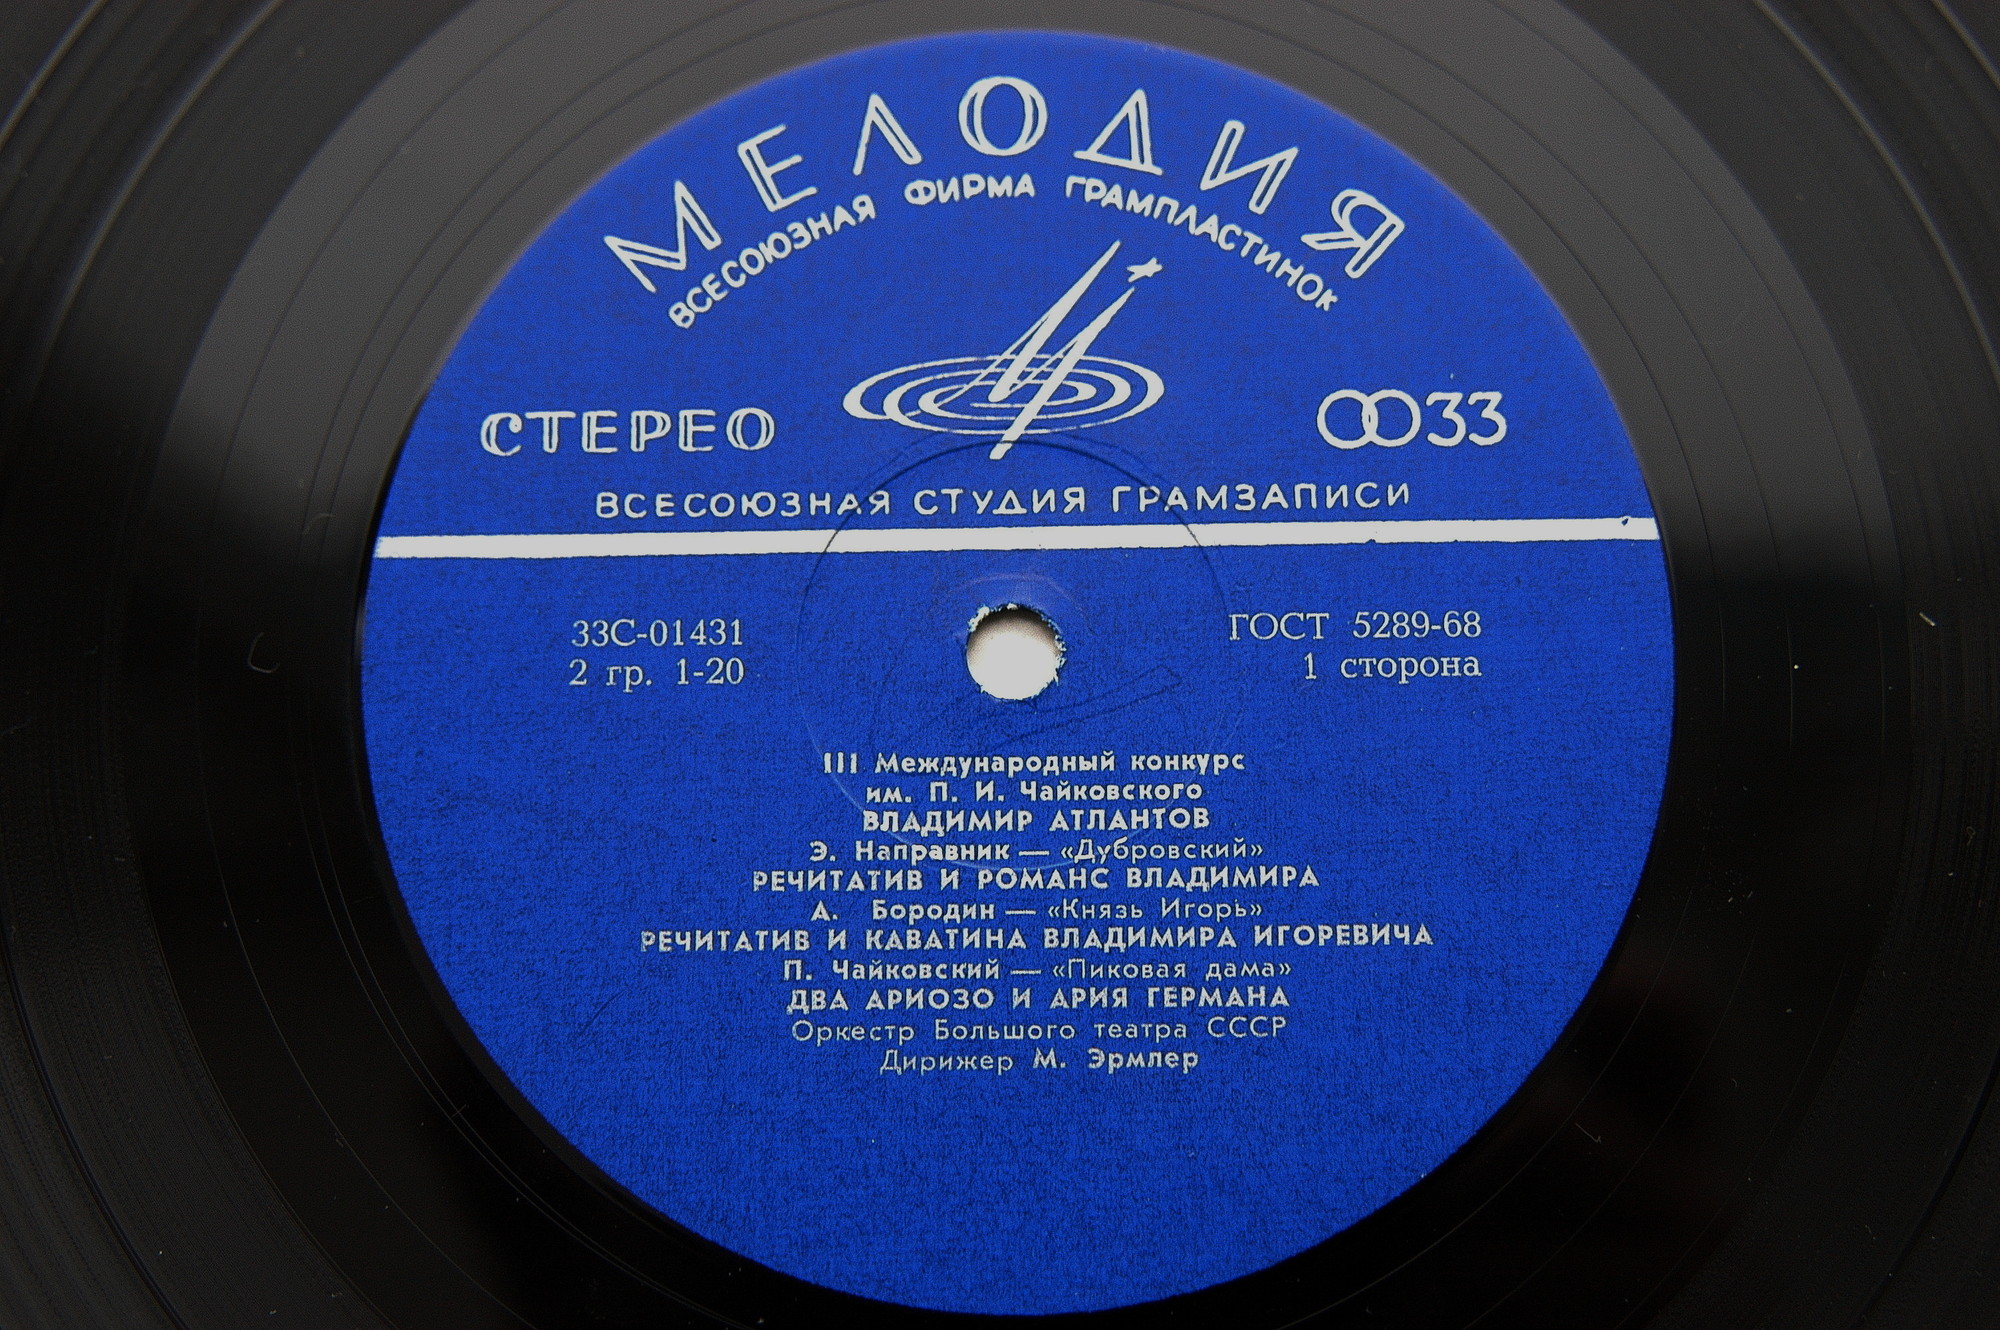 МЕЛОДИЯ
ВСЕСОЮЗНАЯ ФИРМА ГРАМПЛАСТИНОК
СТЕРЕО
33
ВСЕСОЮЗНАЯ СТУДИЯ ГРАМЗАПИСИ
33С-01431
ГОСТ 5289-68
2 гр. 1-20
1 сторона
III Международный конкурс
им. П. И. Чайковского
ВЛАДИМИР АТЛАНТОВ
Э. Направник — «Дубровский»
РЕЧИТАТИВ И РОМАНС ВЛАДИМИРА
А. Бородин — «Князь Игорь»
РЕЧИТАТИВ И КАВАТИНА ВЛАДИМИРА ИГОРЕВИЧА
П. Чайковский — «Пиковая дама»
ДВА АРИОЗО И АРИЯ ГЕРМАНА
Оркестр Большого театра СССР
Дирижер М. Эрмлер